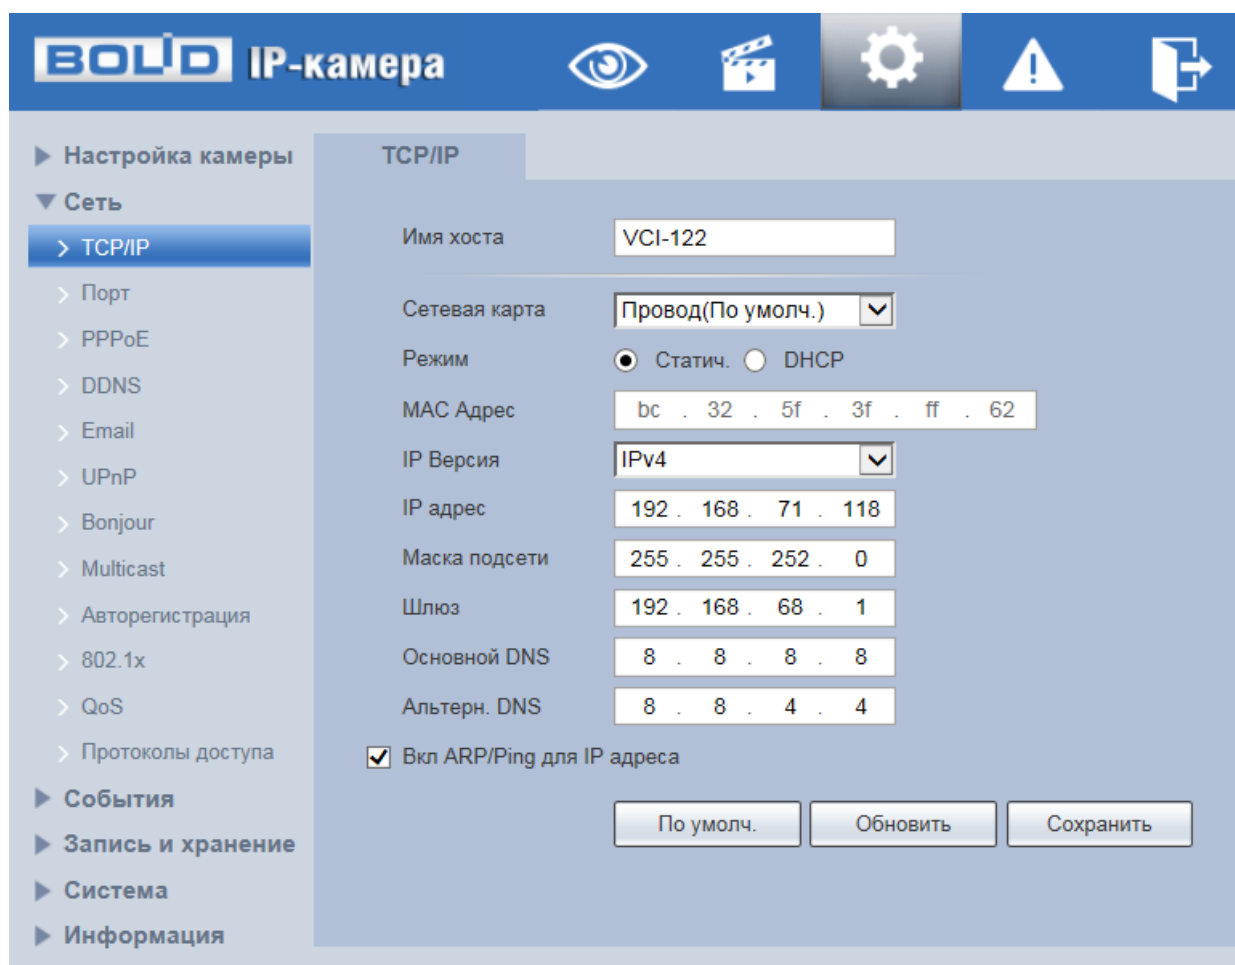 BOLID IP-камера
Настройка камеры
Сеть
TCP/IP
Порт
PPPoE
DDNS
Email
UPnP
Bonjour
Multicast
Авторегистрация
802.1x
QoS
Протоколы доступа
События
Запись и хранение
Система
Информация
TCP/IP
Имя хоста VCI-122
Сетевая карта Провод(По умолч.)
Режим Статич. DHCP
MAC Адрес bc . 32 . 5f . 3f . ff . 62
IP Версия IPv4
IP адрес 192 . 168 . 71 . 118
Маска подсети 255 . 255 . 252 . 0
Шлюз 192 . 168 . 68 . 1
Основной DNS 8 . 8 . 8 . 8
Альтерн. DNS 8 . 8 . 4 . 4
Вкл ARP/Ping для IP адреса
По умолч. Обновить Сохранить